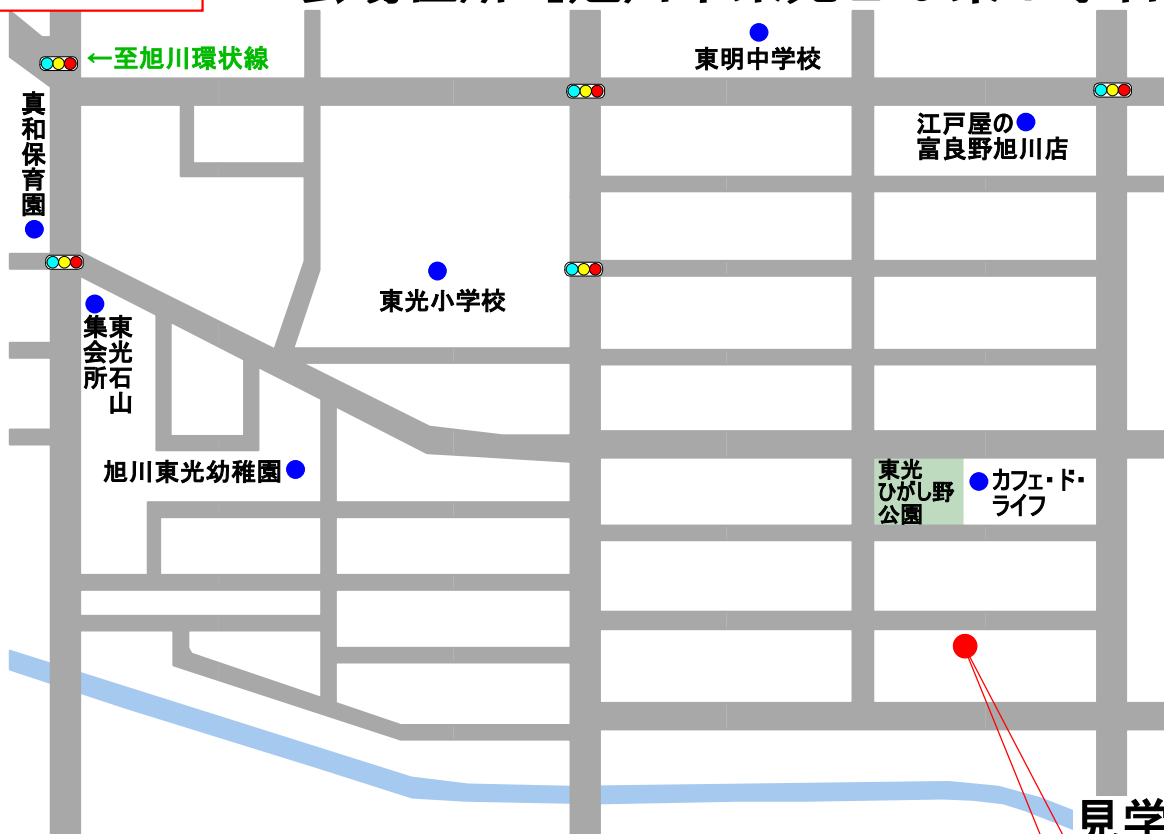 ←至旭川環状線
東明中学校
真和保育園
江戸屋の
富良野旭川店
東光小学校
東光石山
集会所
旭川東光幼稚園
東光
ひがし野
公園
カフェ・ド・
ライフ
見学